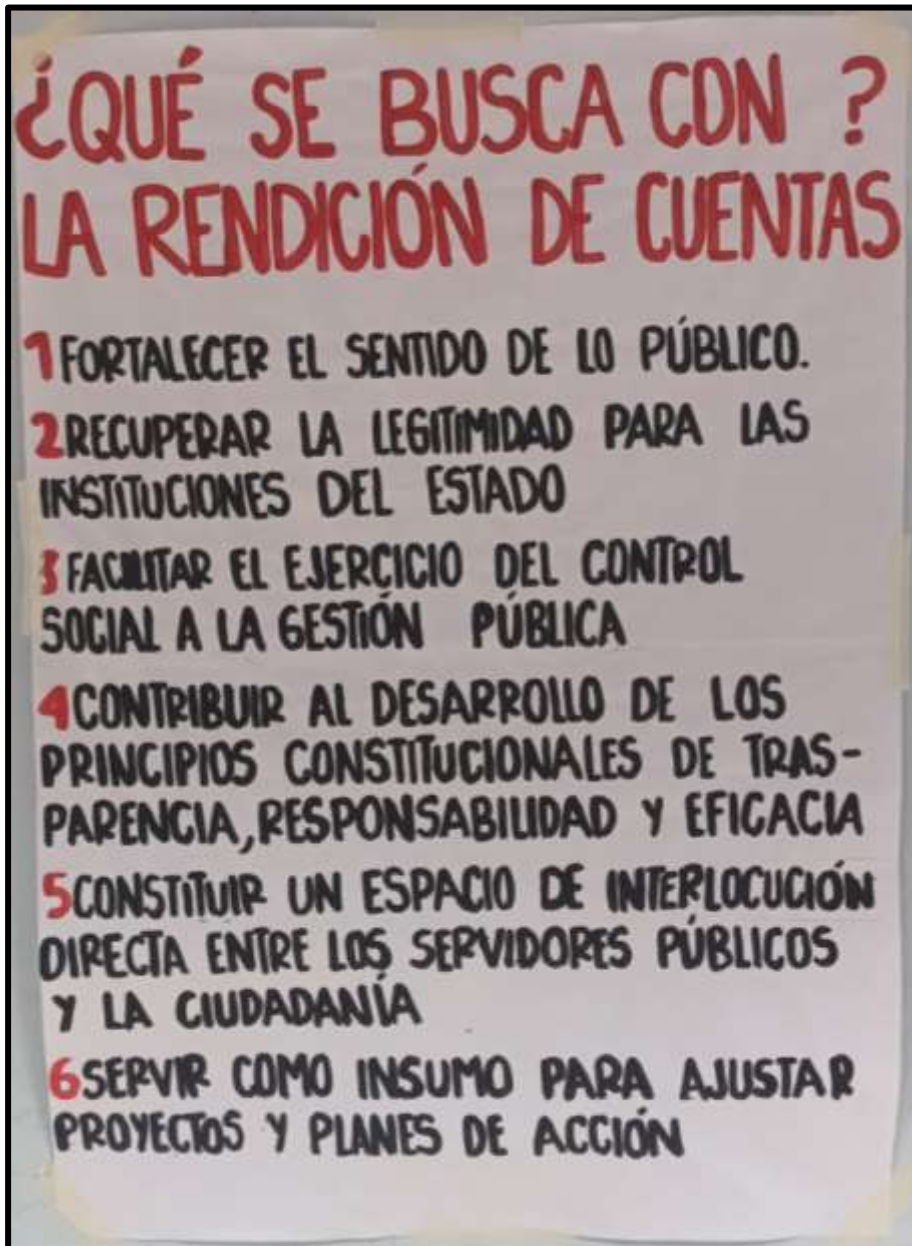 ¿QUÉ SE BUSCA CON ?
LA RENDICIÓN DE CUENTAS
1 FORTALECER EL SENTIDO DE LO PÚBLICO.
2 RECUPERAR LA LEGITIMIDAD PARA LAS
INSTITUCIONES DEL ESTADO
3 FACILITAR EL EJERCICIO DEL CONTROL
SOCIAL A LA GESTIÓN PÚBLICA
4 CONTRIBUIR AL DESARROLLO DE LOS
PRINCIPIOS CONSTITUCIONALES DE TRAS-
PARENCIA, RESPONSABILIDAD Y EFICACIA
5 CONSTITUIR UN ESPACIO DE INTERLOCUCIÓN
DIRECTA ENTRE LOS SERVIDORES PÚBLICOS
Y LA CIUDADANÍA
6 SERVIR COMO INSUMO PARA AJUSTAR
PROYECTOS Y PLANES DE ACCIÓN